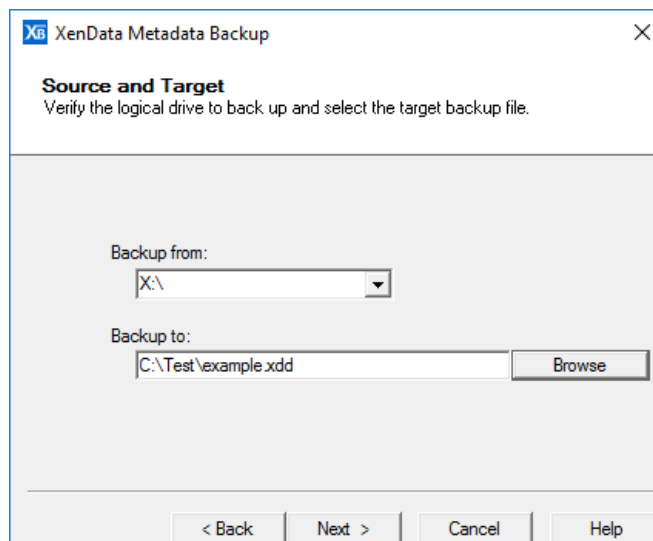 XB XenData Metadata Backup
Source and Target
Verify the logical drive to back up and select the target backup file.
Backup from:
X:\
Backup to:
C:\Test\example.xdd
Browse
< Back
Next >
Cancel
Help